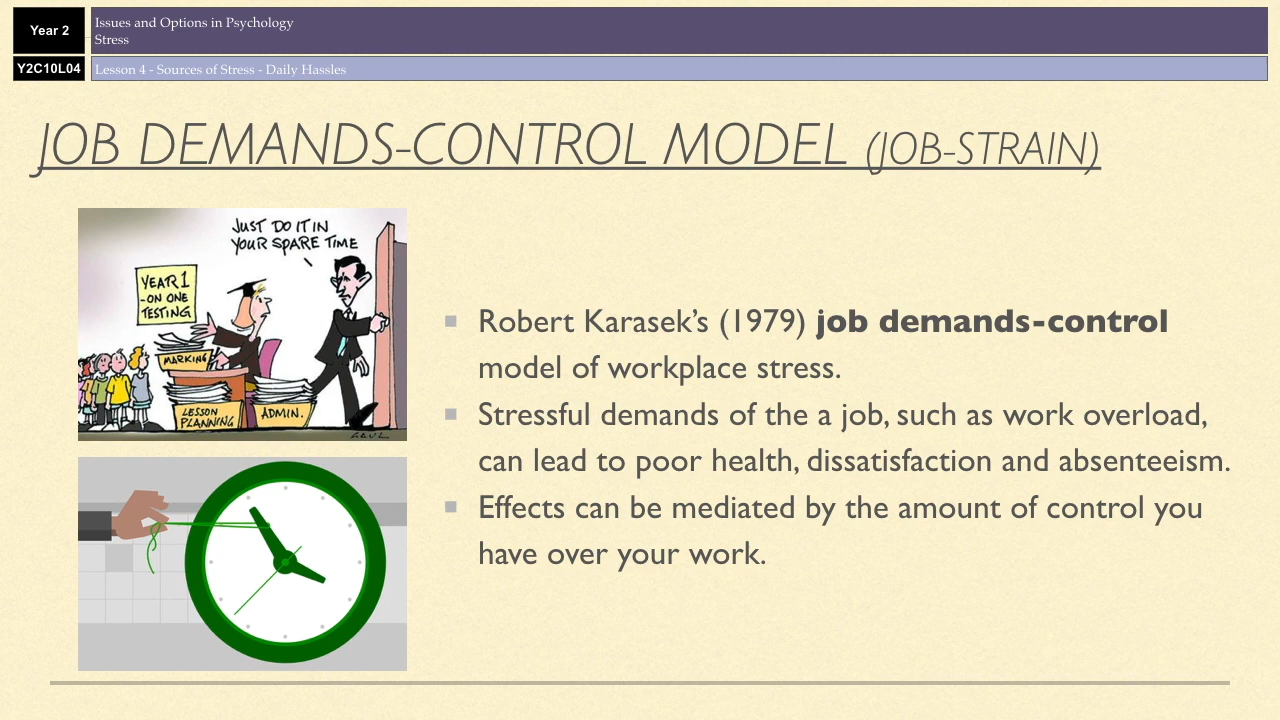 Year 2
Issues and Options in Psychology
Stress
Y2C10L04
Lesson 4 - Sources of Stress - Daily Hassles
JOB DEMANDS-CONTROL MODEL (JOB-STRAIN)
JUST DO IT IN
YOUR SPARE TIME
YEAR 1
-ON ONE
TESTING
MARKING
LESSON
PLANNING
ADMIN.
Robert Karasek’s (1979) job demands-control
model of workplace stress.
Stressful demands of the a job, such as work overload,
can lead to poor health, dissatisfaction and absenteeism.
Effects can be mediated by the amount of control you
have over your work.